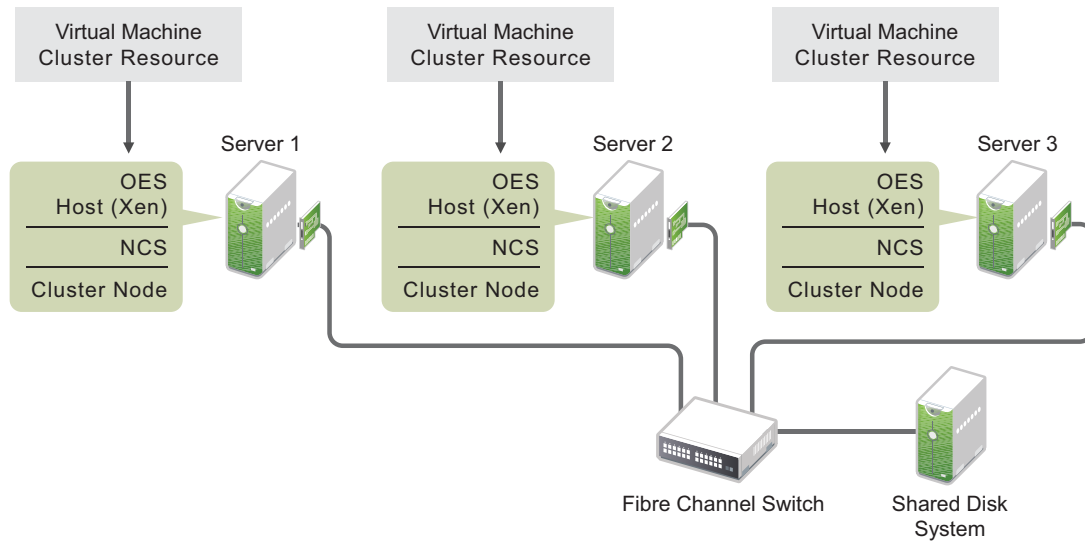 Virtual Machine
Cluster Resource
Virtual Machine
Cluster Resource
Virtual Machine
Cluster Resource
Server 1
Server 2
Server 3
OES
Host (Xen)
NCS
Cluster Node
OES
Host (Xen)
NCS
Cluster Node
OES
Host (Xen)
NCS
Cluster Node
Fibre Channel Switch
Shared Disk
System